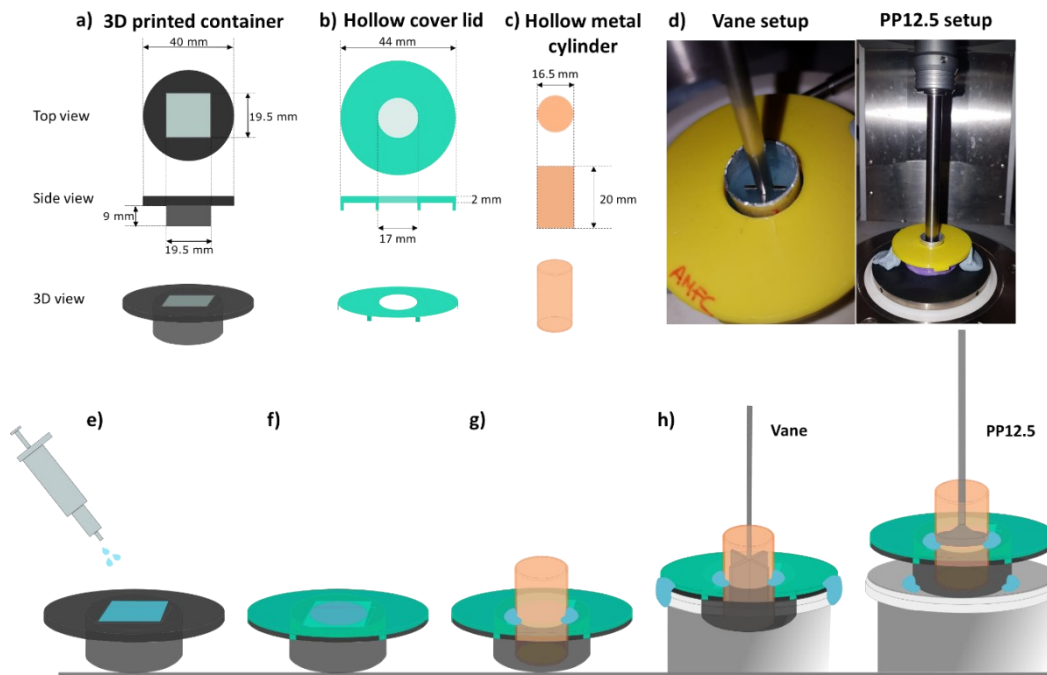 a) 3D printed container
40 mm
b) Hollow cover lid
44 mm
c) Hollow metal
cylinder
16.5 mm
d) Vane setup
PP12.5 setup
Top view
19.5 mm
Side view
9 mm
19.5 mm
2 mm
17 mm
20 mm
3D view
AMFC
e)
f)
g)
h)
Vane
PP12.5